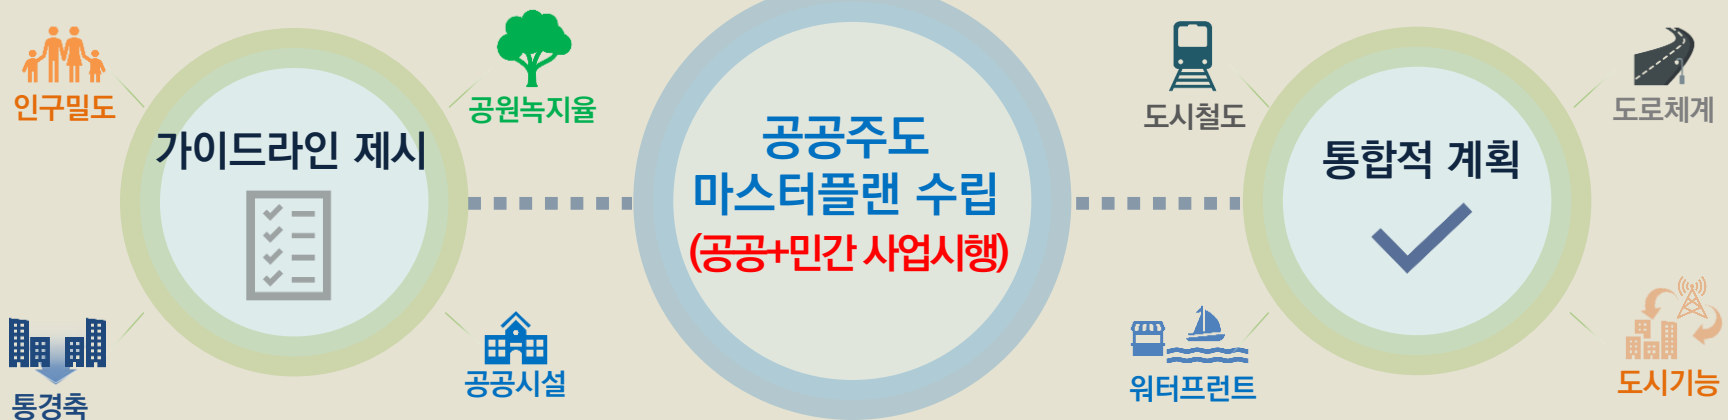 인구밀도
공원녹지율
가이드라인 제시
통경축
공공시설
공공주도
마스터플랜 수립
(공공+민간 사업시행)
도시철도
도로체계
통합적 계획
워터프런트
도시기능